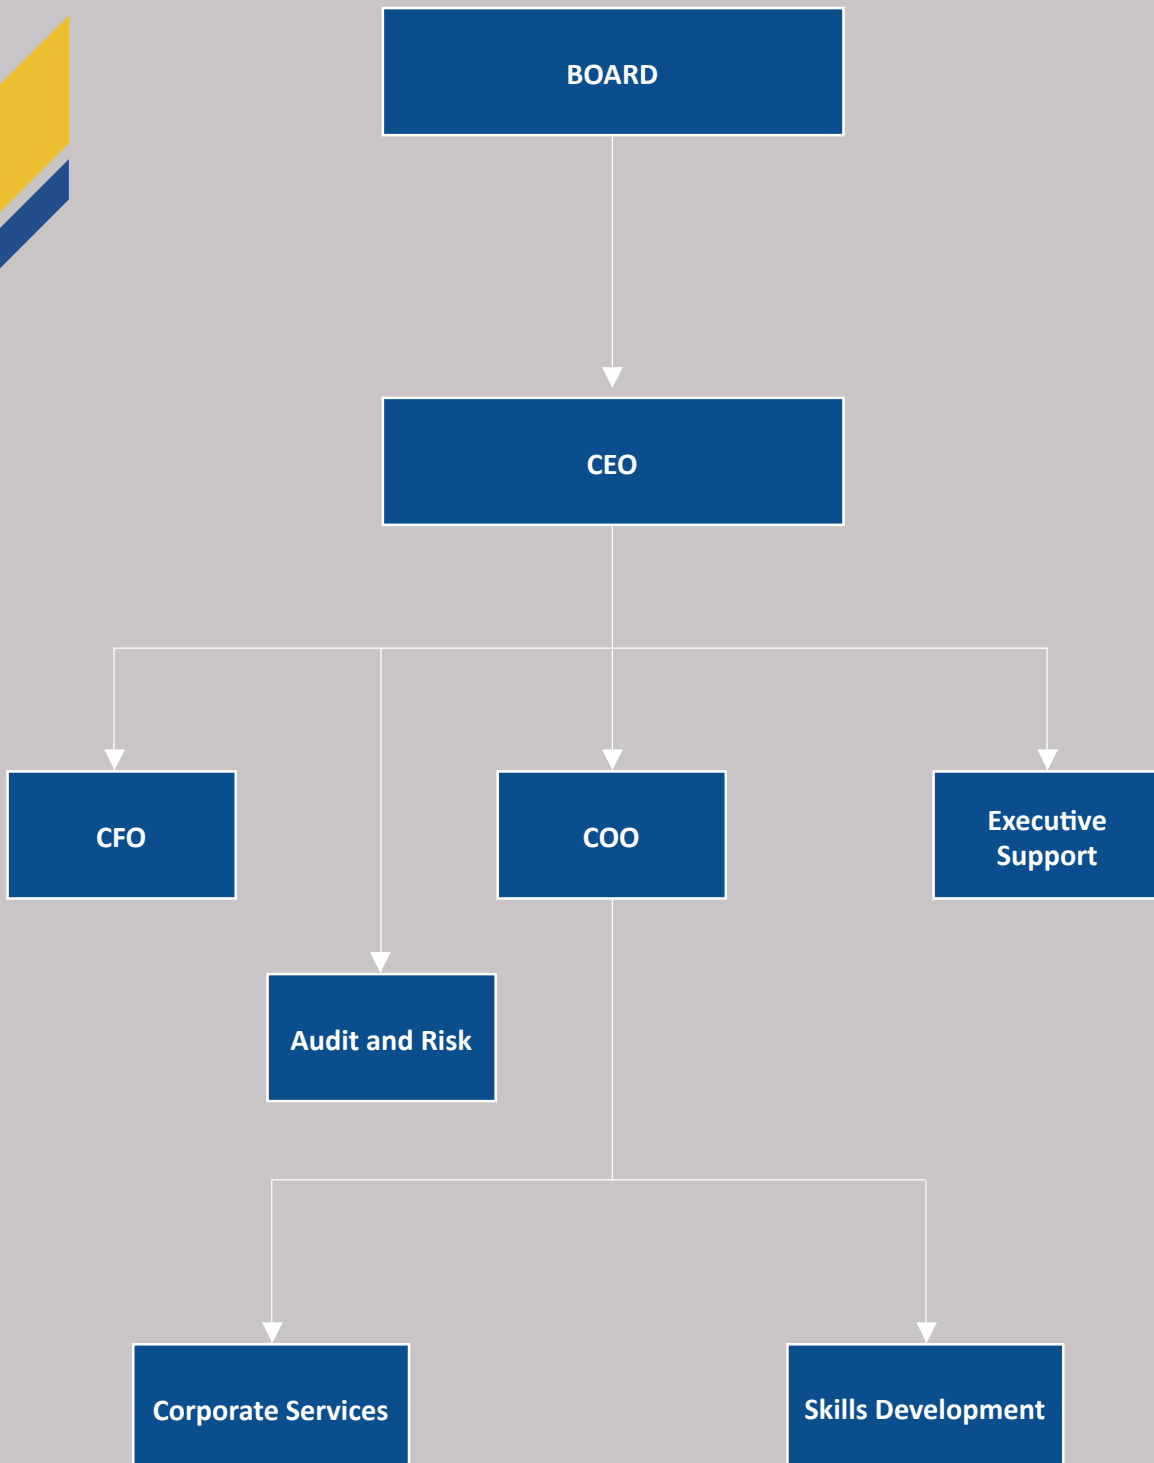 BOARD
CEO
CFO
COO
Executive
Support
Audit and Risk
Corporate Services
Skills Development